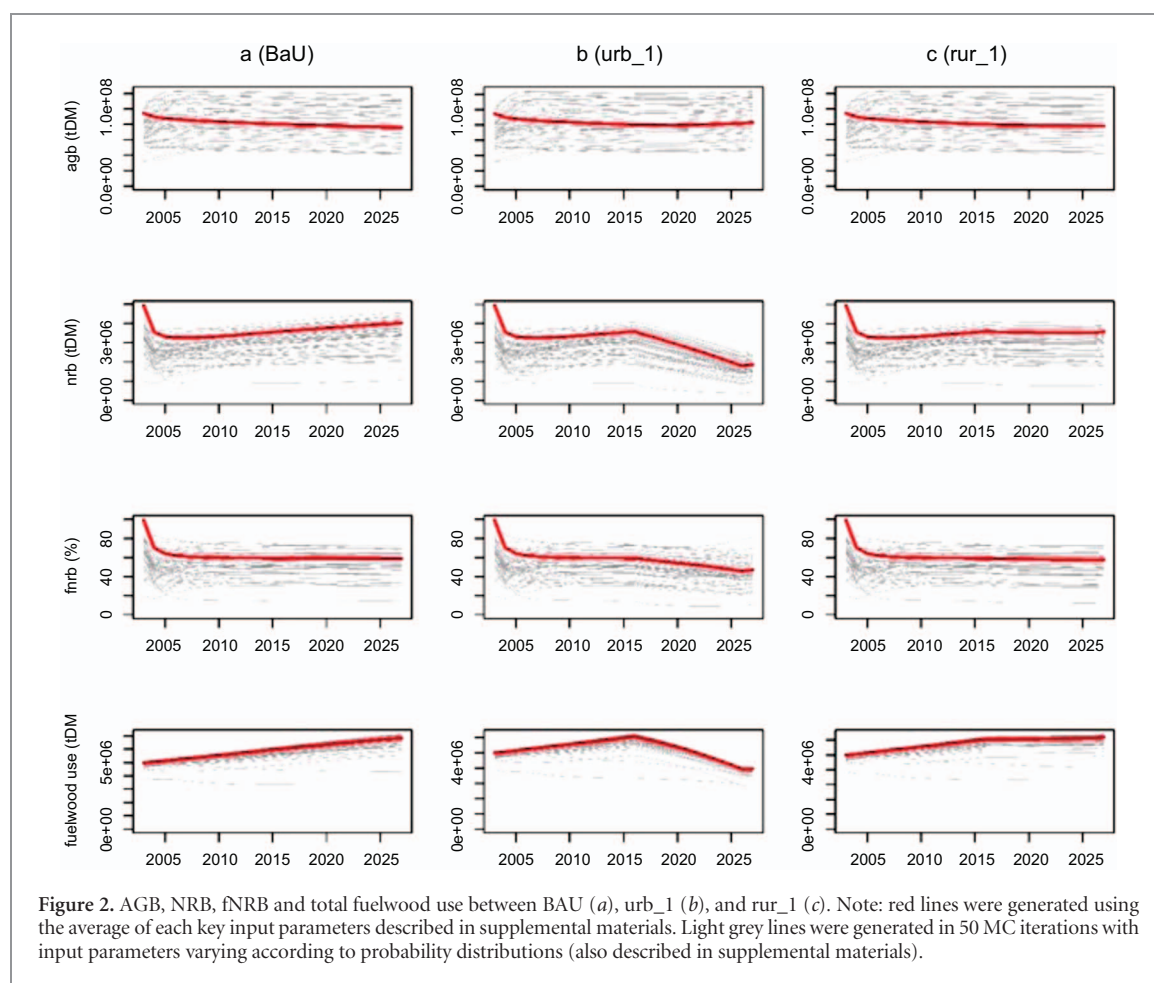 a (BaU) b (urb_1) c (rur_1)
agb (tDM) 0.0e+00 1.0e+08 0.0e+00 1.0e+08 0.0e+00 1.0e+08
2005 2010 2015 2020 2025 2005 2010 2015 2020 2025 2005 2010 2015 2020 2025
nrb (tDM) 0e+00 3e+06 0e+00 3e+06 0e+00 3e+06
2005 2010 2015 2020 2025 2005 2010 2015 2020 2025 2005 2010 2015 2020 2025
fnrb (%) 0 40 80 0 40 80 0 40 80
2005 2010 2015 2020 2025 2005 2010 2015 2020 2025 2005 2010 2015 2020 2025
fuelwood use (tDM 0e+00 5e+06 0e+00 4e+06 0e+00 4e+06
2005 2010 2015 2020 2025 2005 2010 2015 2020 2025 2005 2010 2015 2020 2025
Figure 2. AGB, NRB, fNRB and total fuelwood use between BAU (a), urb_1 (b), and rur_1 (c). Note: red lines were generated using
the average of each key input parameters described in supplemental materials. Light grey lines were generated in 50 MC iterations with
input parameters varying according to probability distributions (also described in supplemental materials).